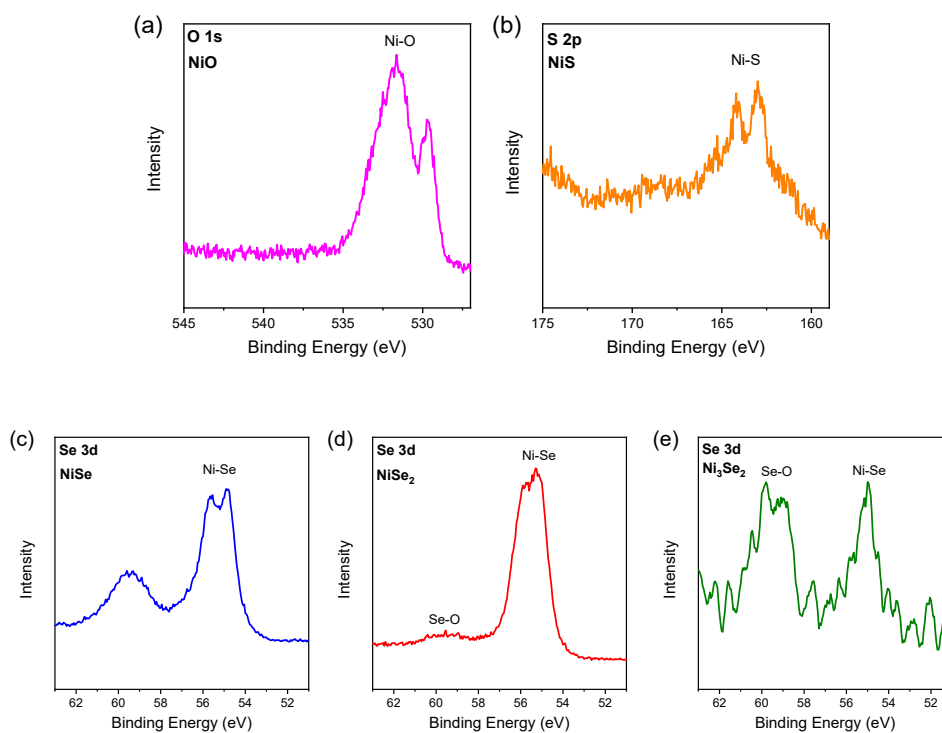 (a)
O 1s
NiO
Ni-O
Intensity
545 540 535 530
Binding Energy (eV)
(b)
S 2p
NiS
Ni-S
Intensity
175 170 165 160
Binding Energy (eV)
(c)
Se 3d
NiSe
Ni-Se
Intensity
62 60 58 56 54 52
Binding Energy (eV)
(d)
Se 3d
NiSe₂
Ni-Se
Se-O
Intensity
62 60 58 56 54 52
Binding Energy (eV)
(e)
Se 3d
Ni₃Se₂
Se-O
Ni-Se
Intensity
62 60 58 56 54 52
Binding Energy (eV)